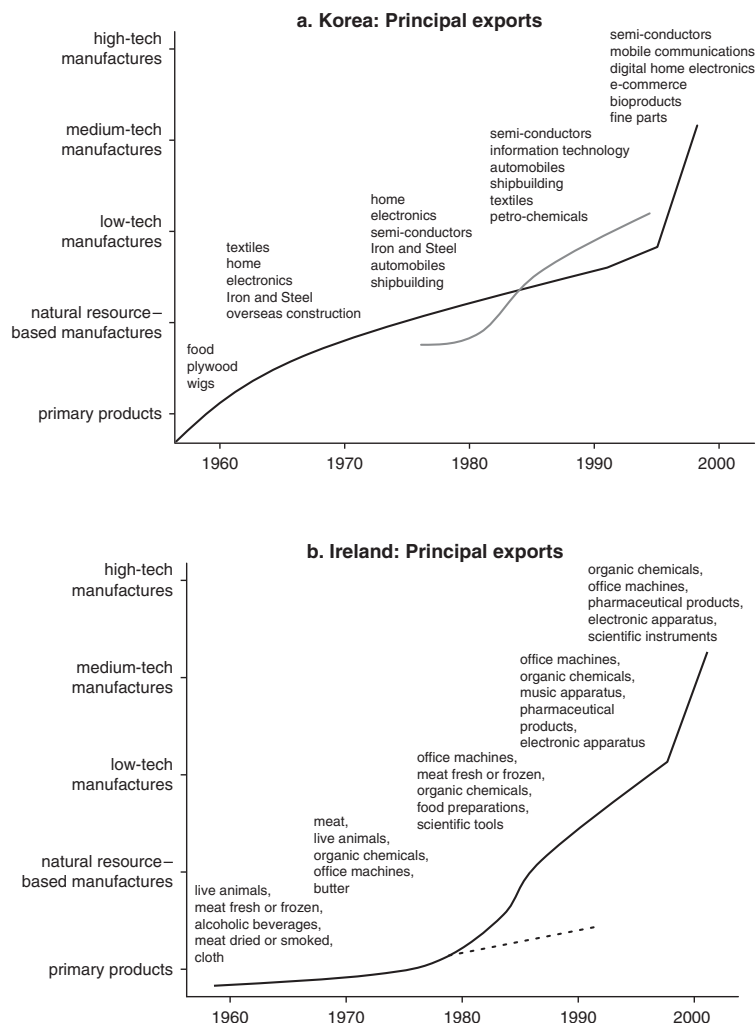 a. Korea: Principal exports
high-tech
manufactures
medium-tech
manufactures
low-tech
manufactures
natural resource–
based manufactures
primary products
food
plywood
wigs
textiles
home
electronics
Iron and Steel
overseas construction
home
electronics
semi-conductors
Iron and Steel
automobiles
shipbuilding
semi-conductors
information technology
automobiles
shipbuilding
textiles
petro-chemicals
semi-conductors
mobile communications
digital home electronics
e-commerce
bioproducts
fine parts
1960
1970
1980
1990
2000
b. Ireland: Principal exports
high-tech
manufactures
medium-tech
manufactures
low-tech
manufactures
natural resource–
based manufactures
primary products
live animals,
meat fresh or frozen,
alcoholic beverages,
meat dried or smoked,
cloth
meat,
live animals,
organic chemicals,
office machines,
butter
office machines,
meat fresh or frozen,
organic chemicals,
food preparations,
scientific tools
office machines,
organic chemicals,
music apparatus,
pharmaceutical
products,
electronic apparatus
organic chemicals,
office machines,
pharmaceutical products,
electronic apparatus,
scientific instruments
1960
1970
1980
1990
2000